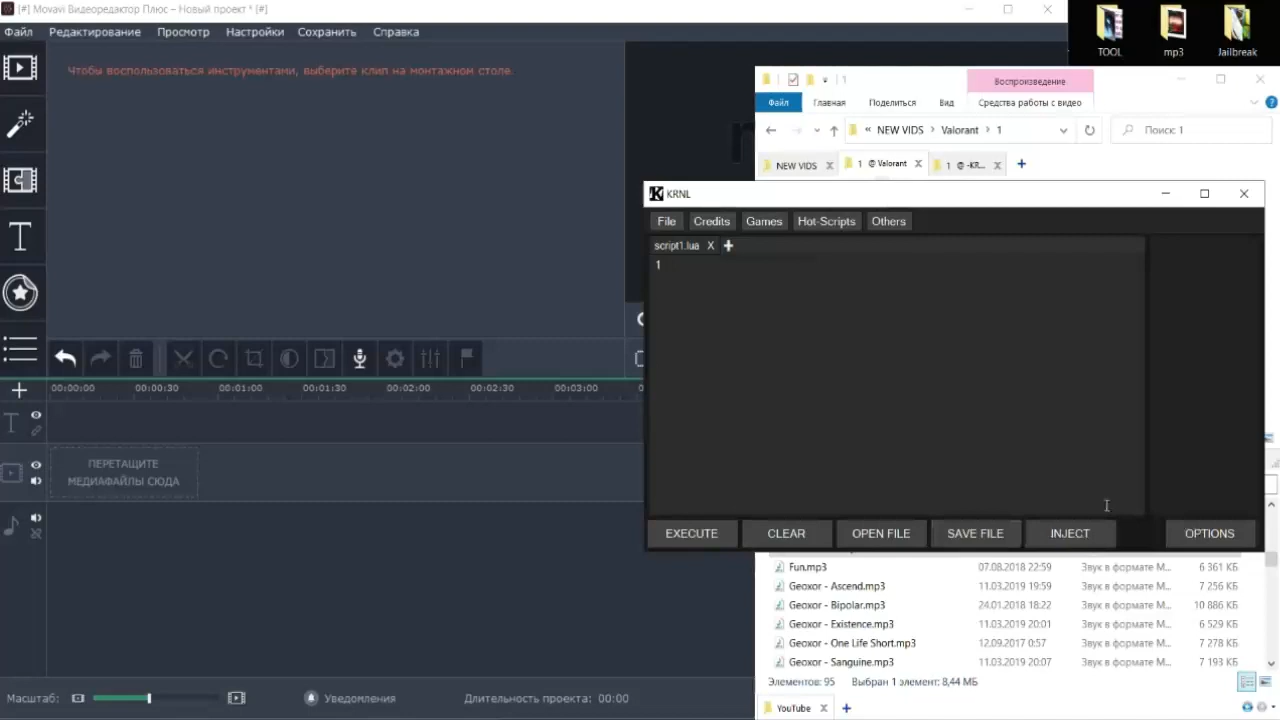 [#] Movavi Видеоредактор Плюс – Новый проект * [#]
Файл Редактирование Просмотр Настройки Сохранить Справка
Чтобы воспользоваться инструментами, выберите клип на монтажном столе.
TOOL mp3 Jailbreak
1 Воспроизведение
Файл Главная Поделиться Вид Средства работы с видео
« NEW VIDS > Valorant > 1 Поиск: 1
NEW VIDS X 1 @ Valorant X 1 @ -KR... X +
KRNL
File Credits Games Hot-Scripts Others
script1.lua X +
1
EXECUTE CLEAR OPEN FILE SAVE FILE INJECT OPTIONS
00:00:00 00:00:30 00:01:00 00:01:30 00:02:00 00:02:30 00:03:00
ПЕРЕТАЩИТЕ
МЕДИАФАЙЛЫ СЮДА
Fun.mp3 07.08.2018 22:59 Звук в формате M... 6 361 КБ
Geoxor - Ascend.mp3 11.03.2019 19:59 Звук в формате M... 7 256 КБ
Geoxor - Bipolar.mp3 24.01.2018 18:22 Звук в формате M... 10 886 КБ
Geoxor - Existence.mp3 11.03.2019 20:01 Звук в формате M... 6 529 КБ
Geoxor - One Life Short.mp3 12.09.2017 0:57 Звук в формате M... 7 278 КБ
Geoxor - Sanguine.mp3 11.03.2019 20:07 Звук в формате M... 7 193 КБ
Элементов: 95 Выбран 1 элемент: 8,44 МБ
YouTube X +
Масштаб: Уведомления Длительность проекта: 00:00